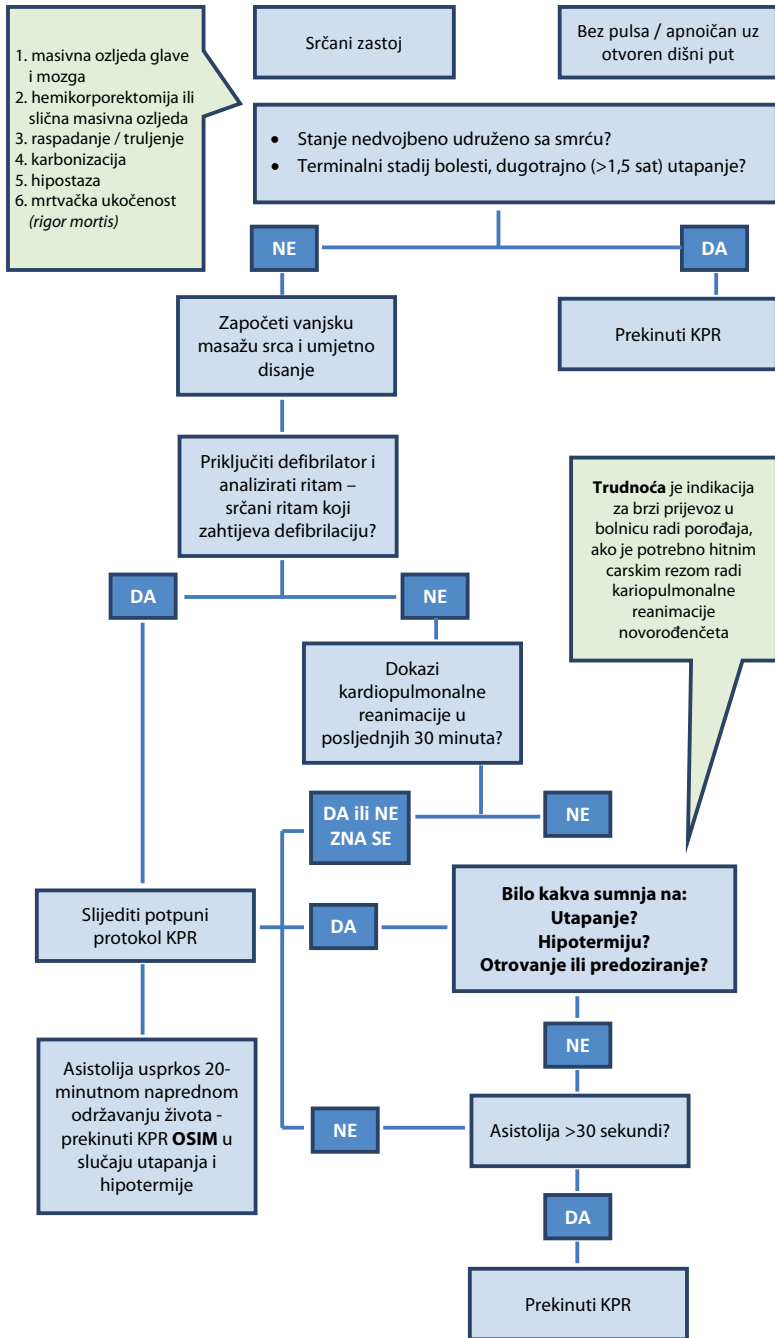 1. masivna ozljeda glave
i mozga
2. hemikorporektomija ili
slična masivna ozljeda
3. raspadanje / truljenje
4. karbonizacija
5. hipostaza
6. mrtvačka ukočenost
(rigor mortis)
Srčani zastoj
Bez pulsa / apnoičan uz
otvoren dišni put
• Stanje nedvojbeno udruženo sa smrću?
• Terminalni stadij bolesti, dugotrajno (>1,5 sat) utapanje?
NE
DA
Započeti vanjsku
masažu srca i umjetno
disanje
Prekinuti KPR
Priključiti defibrilator i
analizirati ritam –
srčani ritam koji
zahtijeva defibrilaciju?
Trudnoća je indikacija
za brzi prijevoz u
bolnicu radi porođaja,
ako je potrebno hitnim
carskim rezom radi
kariopulmonalne
reanimacije
novorođenčeta
DA
NE
Dokazi
kardiopulmonalne
reanimacije u
posljednjih 30 minuta?
DA ili NE
ZNA SE
NE
Slijediti potpuni
protokol KPR
DA
Bilo kakva sumnja na:
Utapanje?
Hipotermiju?
Otrovanje ili predoziranje?
NE
Asistolija usprkos 20-
minutnom naprednom
održavanju života -
prekinuti KPR OSIM u
slučaju utapanja i
hipotermije
NE
Asistolija >30 sekundi?
DA
Prekinuti KPR